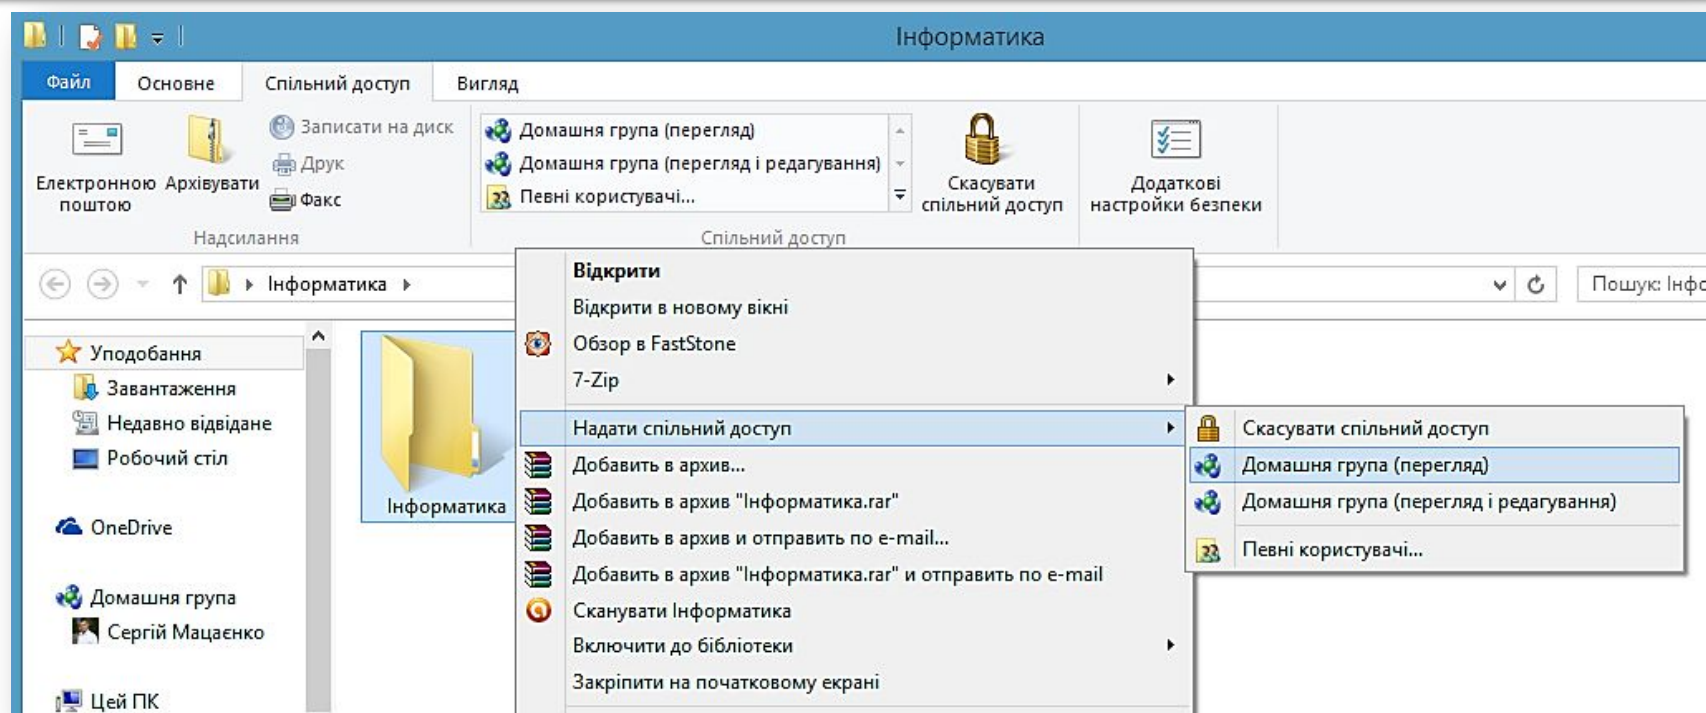 Інформатика
Файл
Основне
Спільний доступ
Вигляд
Електронною
поштою
Архівувати
Записати на диск
Друк
Факс
Надсилання
Домашня група (перегляд)
Домашня група (перегляд і редагування)
Певні користувачі...
Скасувати
спільний доступ
Спільний доступ
Додаткові
настройки безпеки
Інформатика
Пошук: Інфо
Уподобання
Завантаження
Недавно відвідане
Робочий стіл
OneDrive
Домашня група
Сергій Мацаєнко
Цей ПК
Інформатика
Відкрити
Відкрити в новому вікні
Обзор в FastStone
7-Zip
Надати спільний доступ
Добавить в архив...
Добавить в архив "Інформатика.rar"
Добавить в архив и отправить по e-mail...
Добавить в архив "Інформатика.rar" и отправить по e-mail
Сканувати Інформатика
Включити до бібліотеки
Закріпити на початковому екрані
Скасувати спільний доступ
Домашня група (перегляд)
Домашня група (перегляд і редагування)
Певні користувачі...